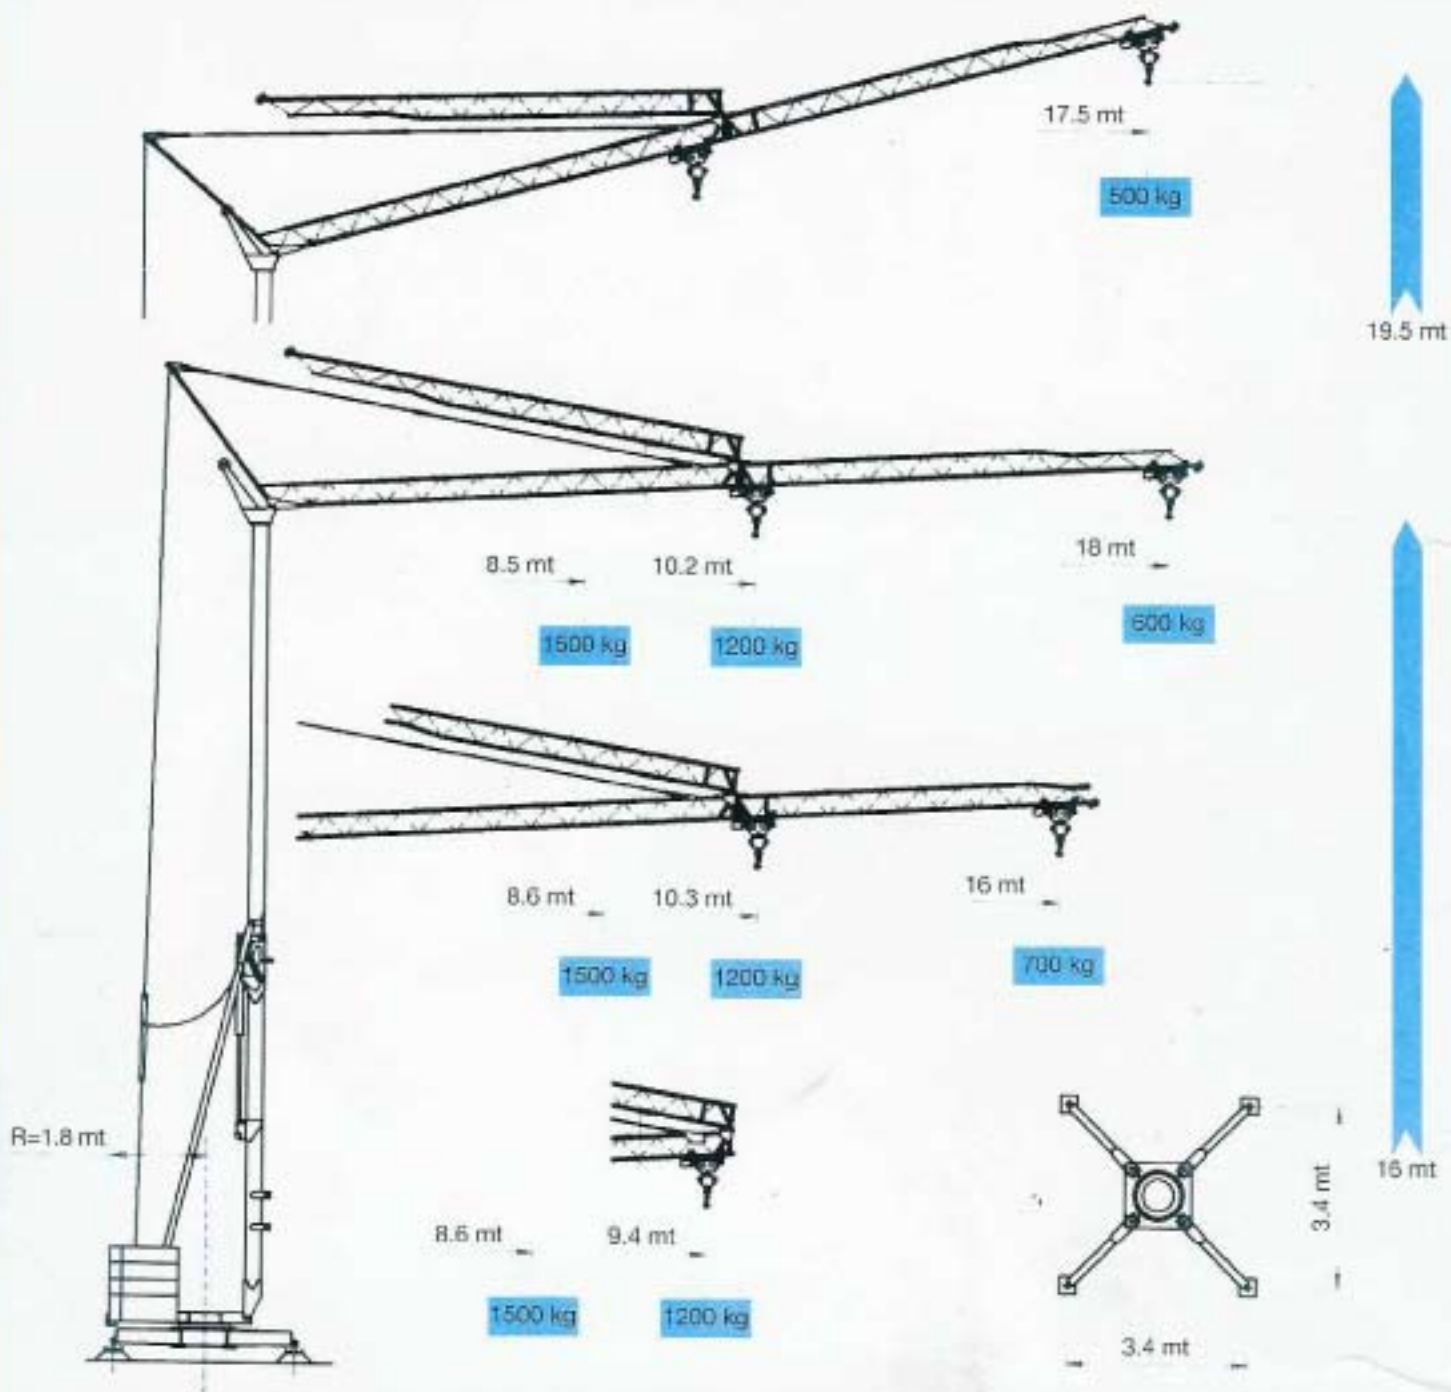 17.5 mt
500 kg
19.5 mt
8.5 mt
10.2 mt
18 mt
1500 kg
1200 kg
600 kg
8.6 mt
10.3 mt
16 mt
1500 kg
1200 kg
700 kg
R=1.8 mt
3.4 mt
16 mt
8.6 mt
9.4 mt
1500 kg
1200 kg
3.4 mt